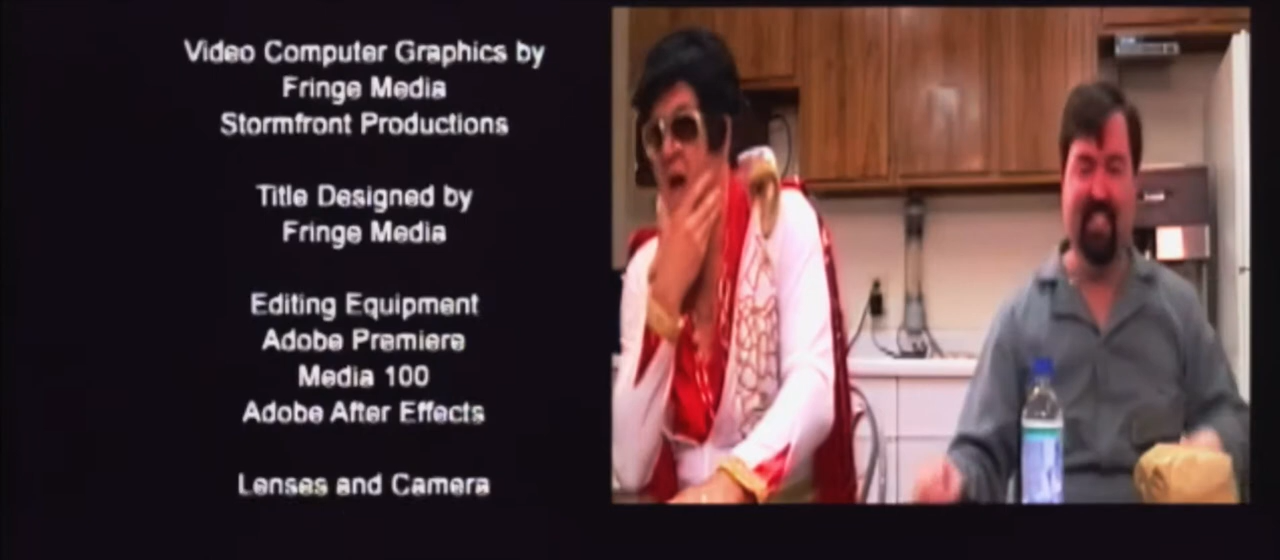 Video Computer Graphics by
Fringe Media
Stormfront Productions
Title Designed by
Fringe Media
Editing Equipment
Adobe Premiere
Media 100
Adobe After Effects
Lenses and Camera